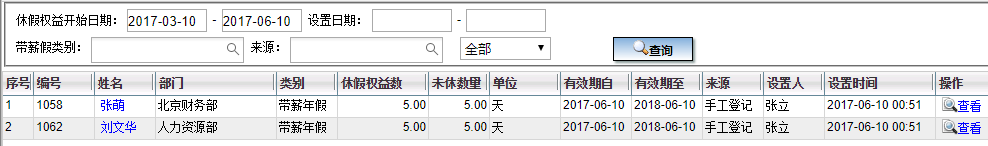 休假权益开始日期: 2017-03-10 - 2017-06-10 设置日期: -
带薪假类别: 来源: 全部 查询
序号 编号 姓名 部门 类别 休假权益数 未休数量 单位 有效期自 有效期至 来源 设置人 设置时间 操作
1 1058 张萌 北京财务部 带薪年假 5.00 5.00 天 2017-06-10 2018-06-10 手工登记 张立 2017-06-10 00:51 查看
2 1062 刘文华 人力资源部 带薪年假 5.00 5.00 天 2017-06-10 2018-06-10 手工登记 张立 2017-06-10 00:51 查看